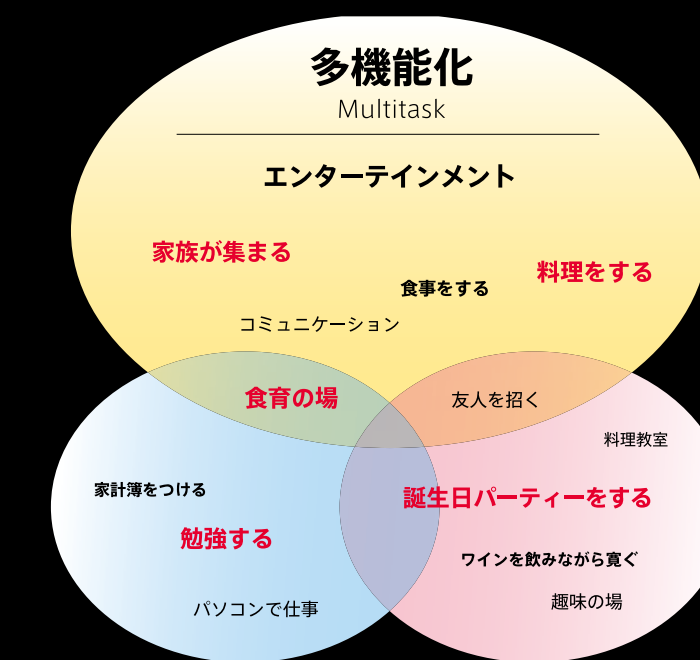 多機能化
Multitask
エンターテインメント
家族が集まる
料理をする
食事をする
コミュニケーション
食育の場
友人を招く
料理教室
家計簿をつける
誕生日パーティーをする
勉強する
ワインを飲みながら寛ぐ
パソコンで仕事
趣味の場